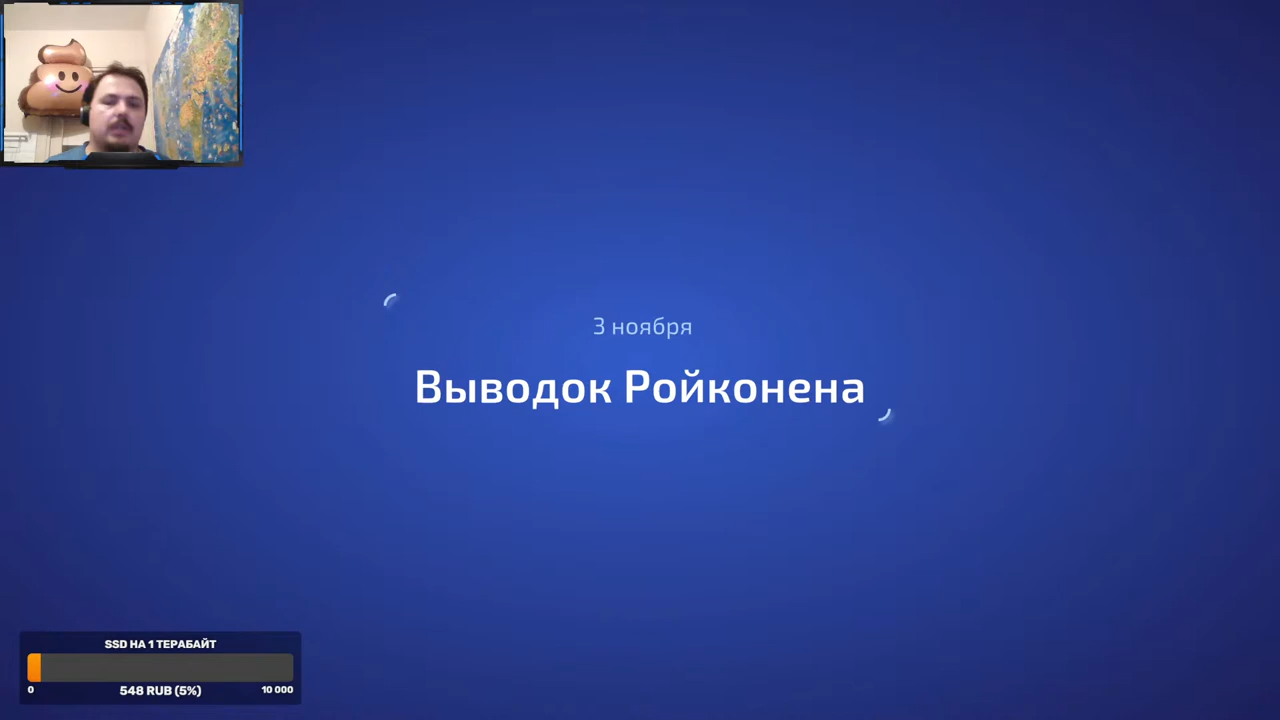 3 ноября
Выводок Ройконена
SSD НА 1 ТЕРАБАЙТ
0
548 RUB (5%)
10 000